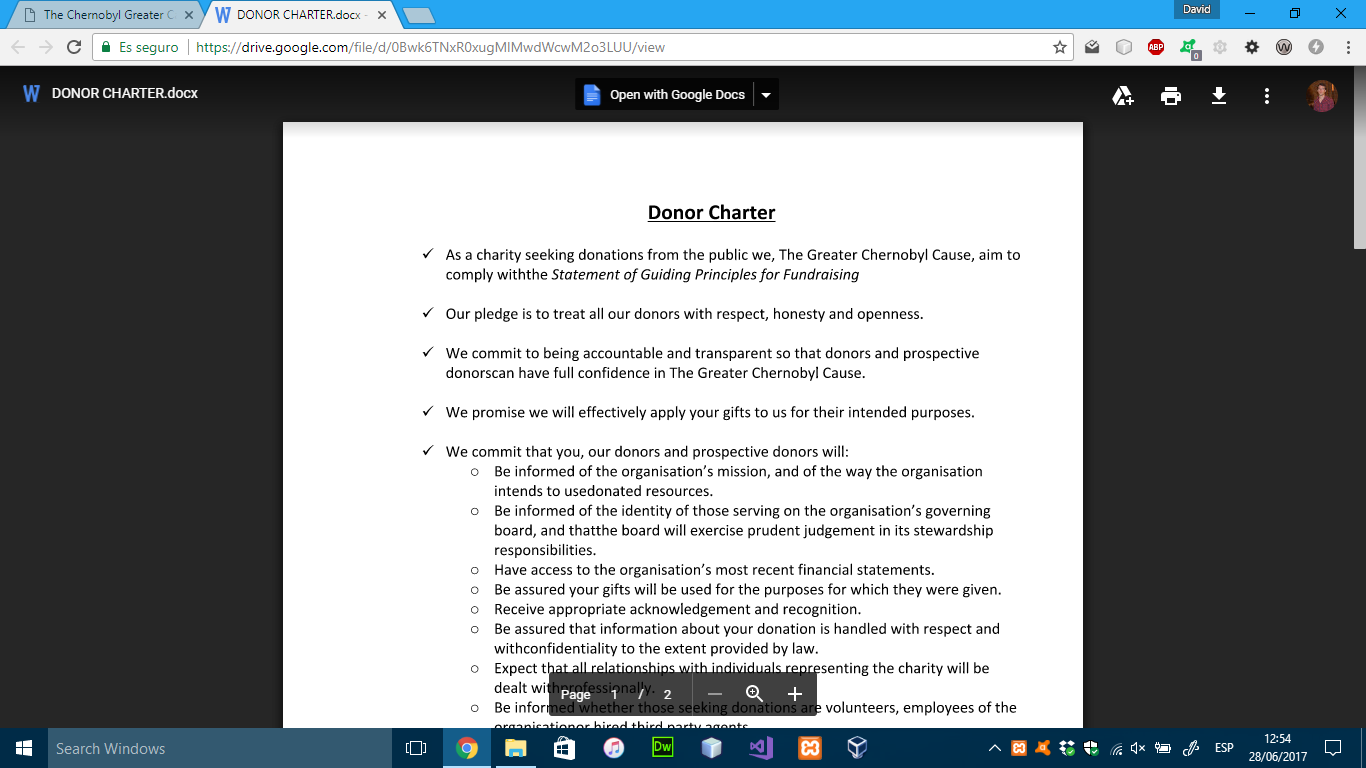 David
The Chernobyl Greater C
DONOR CHARTER.docx -
Es seguro
https://drive.google.com/file/d/0Bwk6TNxR0xugMlMwdWcwM2o3LUU/view
ABP
0
W
DONOR CHARTER.docx
Open with Google Docs
Donor Charter
✓ As a charity seeking donations from the public we, The Greater Chernobyl Cause, aim to
comply withthe Statement of Guiding Principles for Fundraising
✓ Our pledge is to treat all our donors with respect, honesty and openness.
✓ We commit to being accountable and transparent so that donors and prospective
donorscan have full confidence in The Greater Chernobyl Cause.
✓ We promise we will effectively apply your gifts to us for their intended purposes.
✓ We commit that you, our donors and prospective donors will:
○ Be informed of the organisation’s mission, and of the way the organisation
intends to usedonated resources.
○ Be informed of the identity of those serving on the organisation’s governing
board, and thatthe board will exercise prudent judgement in its stewardship
responsibilities.
○ Have access to the organisation’s most recent financial statements.
○ Be assured your gifts will be used for the purposes for which they were given.
○ Receive appropriate acknowledgement and recognition.
○ Be assured that information about your donation is handled with respect and
withconfidentiality to the extent provided by law.
○ Expect that all relationships with individuals representing the charity will be
dealt withprofessionally.
Page 1 / 2
○ Be informed whether those seeking donations are volunteers, employees of the
organisationor hired third party agents.
Search Windows
Dw
ESP
12:54
28/06/2017